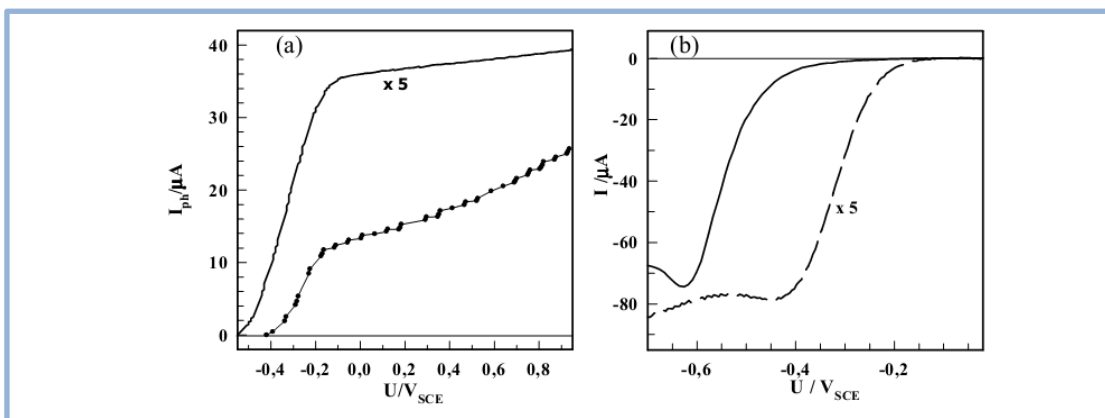 (a)
40
30
20
10
0
x 5
I_ph/μA
-0,4 -0,2 0,0 0,2 0,4 0,6 0,8
U/V_SCE
(b)
0
-20
-40
-60
-80
x 5
I /μA
-0,6 -0,4 -0,2
U / V_SCE